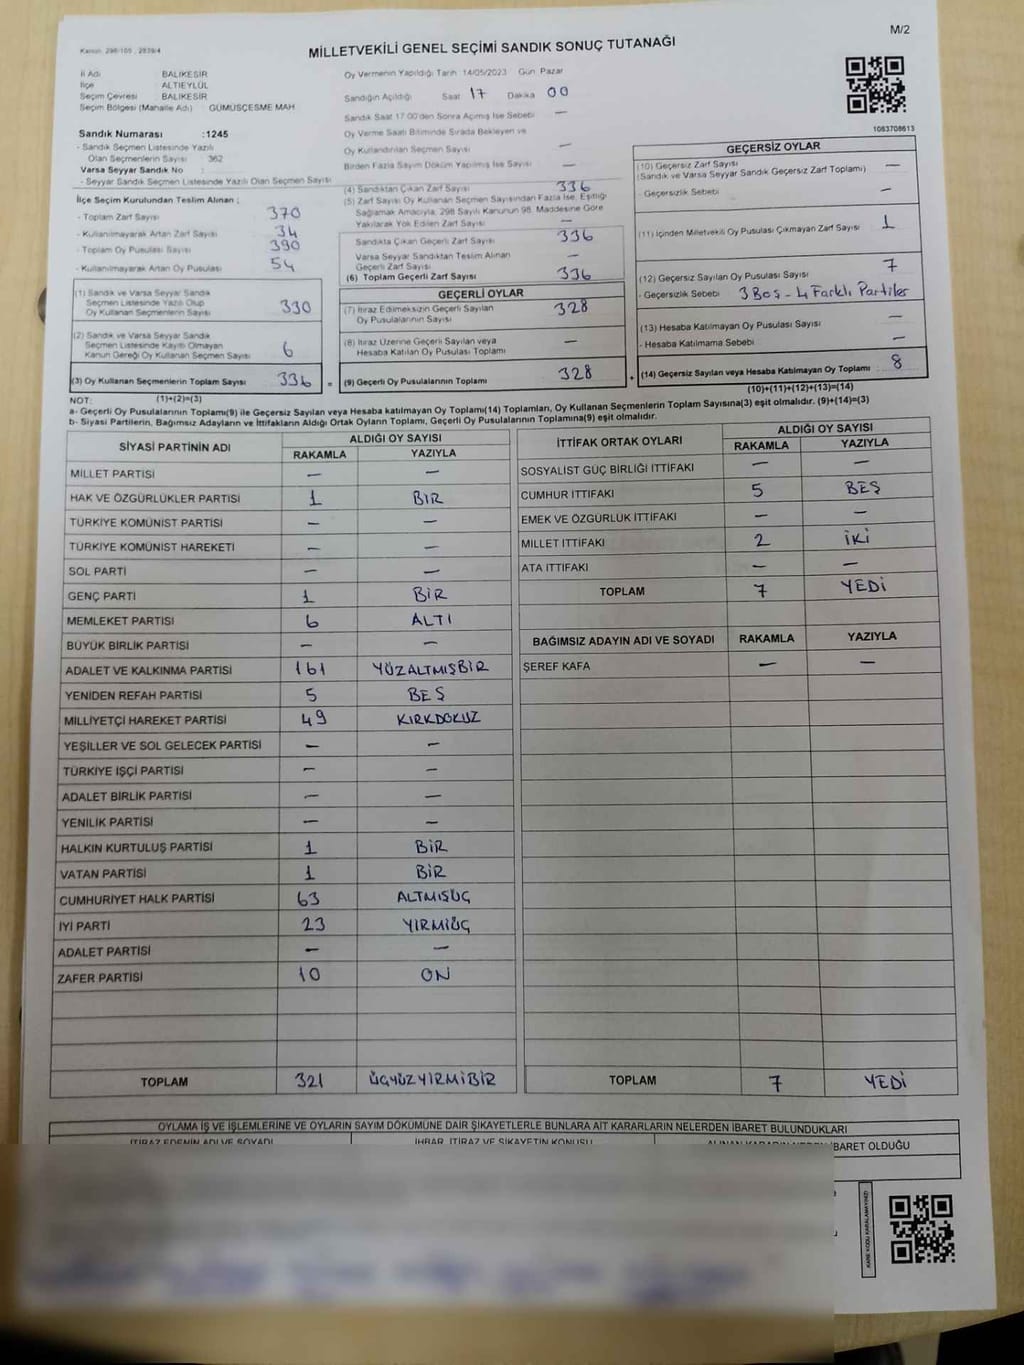 M/2
Kanun: 298/105 , 2839/4
MİLLETVEKİLİ GENEL SEÇİMİ SANDIK SONUÇ TUTANAĞI
İl Adı BALIKESİR
İlçe ALTIEYLÜL
Seçim Çevresi BALIKESİR
Seçim Bölgesi (Mahalle Adı) GÜMÜŞÇEŞME MAH
Sandık Numarası :1245
- Sandık Seçmen Listesinde Yazılı
Olan Seçmenlerin Sayısı 362
Varsa Seyyar Sandık No :
- Seyyar Sandık Seçmen Listesinde Yazılı Olan Seçmen Sayısı
İlçe Seçim Kurulundan Teslim Alınan ;
- Toplam Zarf Sayısı 370
- Kullanılmayarak Artan Zarf Sayısı 34
- Toplam Oy Pusulası Sayısı 390
- Kullanılmayarak Artan Oy Pusulası 54
(1) Sandık ve Varsa Seyyar Sandık
Seçmen Listesinde Yazılı Olup
Oy Kullanan Seçmenlerin Sayısı 330
(2) Sandık ve Varsa Seyyar Sandık
Seçmen Listesinde Kayıtlı Olmayan
Kanun Gereği Oy Kullanan Seçmen Sayısı 6
(3) Oy Kullanan Seçmenlerin Toplam Sayısı 336
Oy Vermenin Yapıldığı Tarih 14/05/2023 Gün Pazar
Sandığın Açıldığı Saat 17 Dakika 00
Sandık Saat 17:00'den Sonra Açılmış İse Sebebi —
Oy Verme Saati Bitiminde Sırada Bekleyen ve
Oy Kullandırılan Seçmen Sayısı —
Birden Fazla Sayım Döküm Yapılmış İse Sayısı —
(4) Sandıktan Çıkan Zarf Sayısı 336
(5) Zarf Sayısı Oy Kullanan Seçmen Sayısından Fazla İse, Eşitliği
Sağlamak Amacıyla, 298 Sayılı Kanunun 98. Maddesine Göre
Yakılarak Yok Edilen Zarf Sayısı —
Sandıkta Çıkan Geçerli Zarf Sayısı 336
Varsa Seyyar Sandıktan Teslim Alınan
Geçerli Zarf Sayısı —
(6) Toplam Geçerli Zarf Sayısı 336
GEÇERLİ OYLAR
(7) İtiraz Edilmeksizin Geçerli Sayılan
Oy Pusulalarının Sayısı 328
(8) İtiraz Üzerine Geçerli Sayılan veya
Hesaba Katılan Oy Pusulası Toplamı —
= (9) Geçerli Oy Pusulalarının Toplamı 328
1063708613
GEÇERSİZ OYLAR
(10) Geçersiz Zarf Sayısı
(Sandık ve Varsa Seyyar Sandık Geçersiz Zarf Toplamı) —
- Geçersizlik Sebebi —
(11) İçinden Milletvekili Oy Pusulası Çıkmayan Zarf Sayısı 1
(12) Geçersiz Sayılan Oy Pusulası Sayısı 7
- Geçersizlik Sebebi 3 Boş - 4 Farklı Partiler
(13) Hesaba Katılmayan Oy Pusulası Sayısı —
- Hesaba Katılmama Sebebi —
+ (14) Geçersiz Sayılan veya Hesaba Katılmayan Oy Toplamı 8
NOT: (1)+(2)=(3) (10)+(11)+(12)+(13)=(14)
a- Geçerli Oy Pusulalarının Toplamı(9) ile Geçersiz Sayılan veya Hesaba katılmayan Oy Toplamı(14) Toplamları, Oy Kullanan Seçmenlerin Toplam Sayısına(3) eşit olmalıdır. (9)+(14)=(3)
b- Siyasi Partilerin, Bağımsız Adayların ve İttifakların Aldığı Ortak Oyların Toplamı, Geçerli Oy Pusulalarının Toplamına(9) eşit olmalıdır.
SİYASİ PARTİNİN ADI ALDIĞI OY SAYISI
RAKAMLA YAZIYLA
MİLLET PARTİSİ — —
HAK VE ÖZGÜRLÜKLER PARTİSİ 1 BİR
TÜRKİYE KOMÜNİST PARTİSİ — —
TÜRKİYE KOMÜNİST HAREKETİ — —
SOL PARTİ — —
GENÇ PARTİ 1 BİR
MEMLEKET PARTİSİ 6 ALTI
BÜYÜK BİRLİK PARTİSİ — —
ADALET VE KALKINMA PARTİSİ 161 YÜZALTMIŞBİR
YENİDEN REFAH PARTİSİ 5 BEŞ
MİLLİYETÇİ HAREKET PARTİSİ 49 KIRKDOKUZ
YEŞİLLER VE SOL GELECEK PARTİSİ — —
TÜRKİYE İŞÇİ PARTİSİ — —
ADALET BİRLİK PARTİSİ — —
YENİLİK PARTİSİ — —
HALKIN KURTULUŞ PARTİSİ 1 BİR
VATAN PARTİSİ 1 BİR
CUMHURİYET HALK PARTİSİ 63 ALTMIŞÜÇ
İYİ PARTİ 23 YİRMİÜÇ
ADALET PARTİSİ — —
ZAFER PARTİSİ 10 ON
TOPLAM 321 ÜÇYÜZYİRMİBİR
İTTİFAK ORTAK OYLARI ALDIĞI OY SAYISI
RAKAMLA YAZIYLA
SOSYALİST GÜÇ BİRLİĞİ İTTİFAKI — —
CUMHUR İTTİFAKI 5 BEŞ
EMEK VE ÖZGÜRLÜK İTTİFAKI — —
MİLLET İTTİFAKI 2 İKİ
ATA İTTİFAKI — —
TOPLAM 7 YEDİ
BAĞIMSIZ ADAYIN ADI VE SOYADI RAKAMLA YAZIYLA
ŞEREF KAFA — —
TOPLAM 7 YEDİ
OYLAMA İŞ VE İŞLEMLERİNE VE OYLARIN SAYIM DÖKÜMÜNE DAİR ŞİKAYETLERLE BUNLARA AİT KARARLARIN NELERDEN İBARET BULUNDUKLARI
İTİRAZ EDENİN ADI VE SOYADI İHBAR, İTİRAZ VE ŞİKAYETİN KONUSU ALINAN KARARIN NEDEN İBARET OLDUĞU
KARE KODU KARALAMAYINIZ!